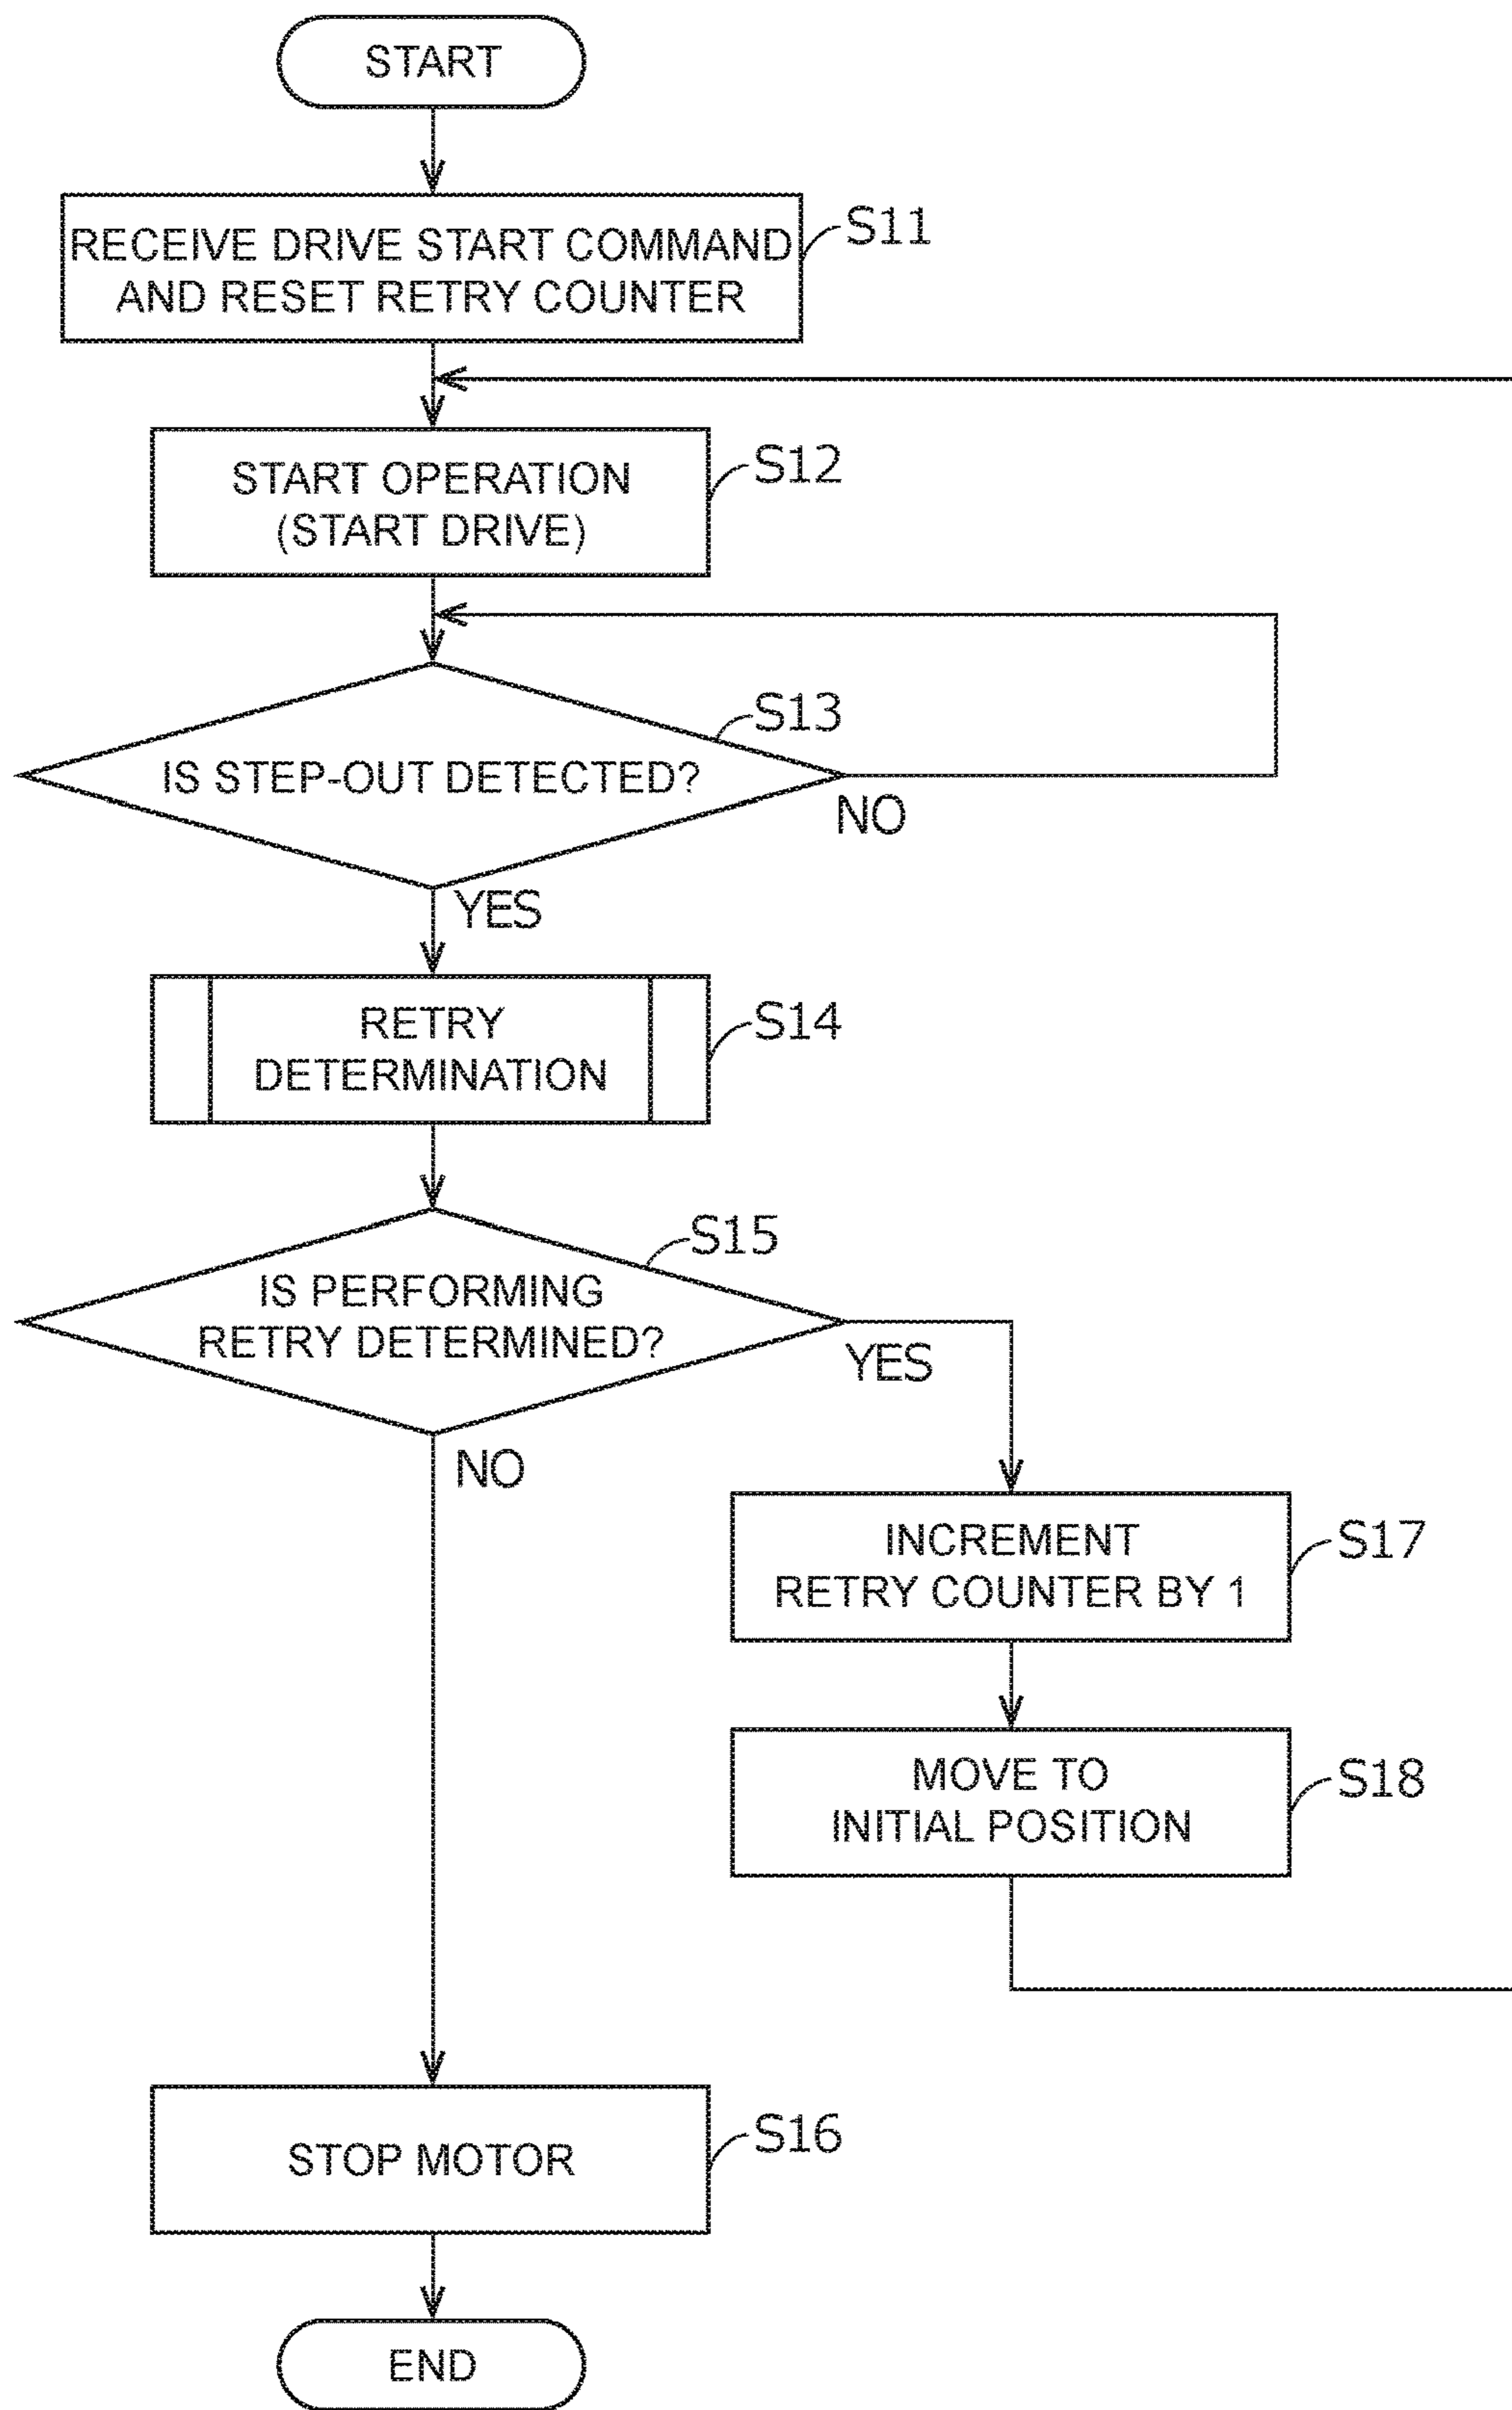 START
RECEIVE DRIVE START COMMAND
AND RESET RETRY COUNTER
S11
START OPERATION
(START DRIVE)
S12
IS STEP-OUT DETECTED?
S13
NO
YES
RETRY
DETERMINATION
S14
IS PERFORMING
RETRY DETERMINED?
S15
YES
NO
INCREMENT
RETRY COUNTER BY 1
S17
MOVE TO
INITIAL POSITION
S18
STOP MOTOR
S16
END